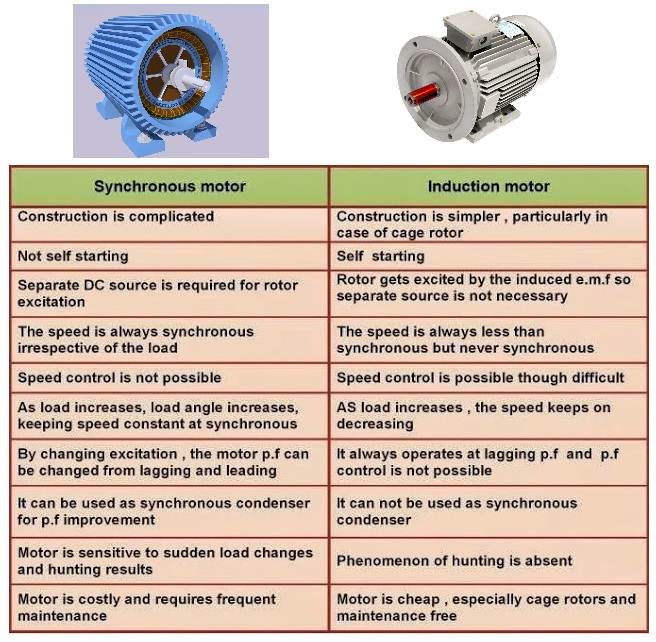 Synchronous motor
Induction motor
Construction is complicated
Construction is simpler , particularly in
case of cage rotor
Not self starting
Self starting
Separate DC source is required for rotor
excitation
Rotor gets excited by the induced e.m.f so
separate source is not necessary
The speed is always synchronous
irrespective of the load
The speed is always less than
synchronous but never synchronous
Speed control is not possible
Speed control is possible though difficult
As load increases, load angle increases,
keeping speed constant at synchronous
AS load increases , the speed keeps on
decreasing
By changing excitation , the motor p.f can
be changed from lagging and leading
It always operates at lagging p.f and p.f
control is not possible
It can be used as synchronous condenser
for p.f improvement
It can not be used as synchronous
condenser
Motor is sensitive to sudden load changes
and hunting results
Phenomenon of hunting is absent
Motor is costly and requires frequent
maintenance
Motor is cheap , especially cage rotors and
maintenance free